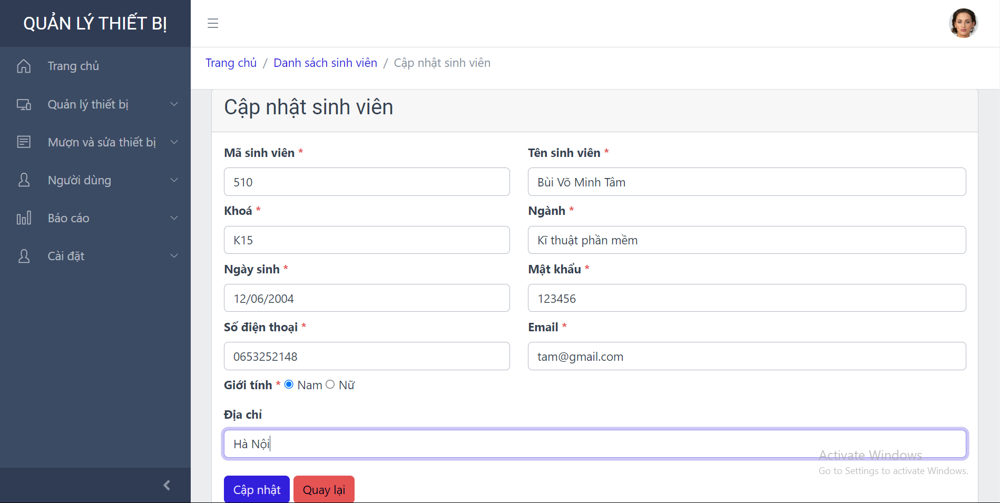 QUẢN LÝ THIẾT BỊ
Trang chủ
Quản lý thiết bị
Mượn và sửa thiết bị
Người dùng
Báo cáo
Cài đặt
Trang chủ / Danh sách sinh viên / Cập nhật sinh viên
Cập nhật sinh viên
Mã sinh viên * Tên sinh viên *
510 Bùi Võ Minh Tâm
Khoá * Ngành *
K15 Kĩ thuật phần mềm
Ngày sinh * Mật khẩu *
12/06/2004 123456
Số điện thoại * Email *
0653252148 tam@gmail.com
Giới tính * Nam Nữ
Địa chỉ
Hà Nội
Activate Windows
Go to Settings to activate Windows.
Cập nhật Quay lại